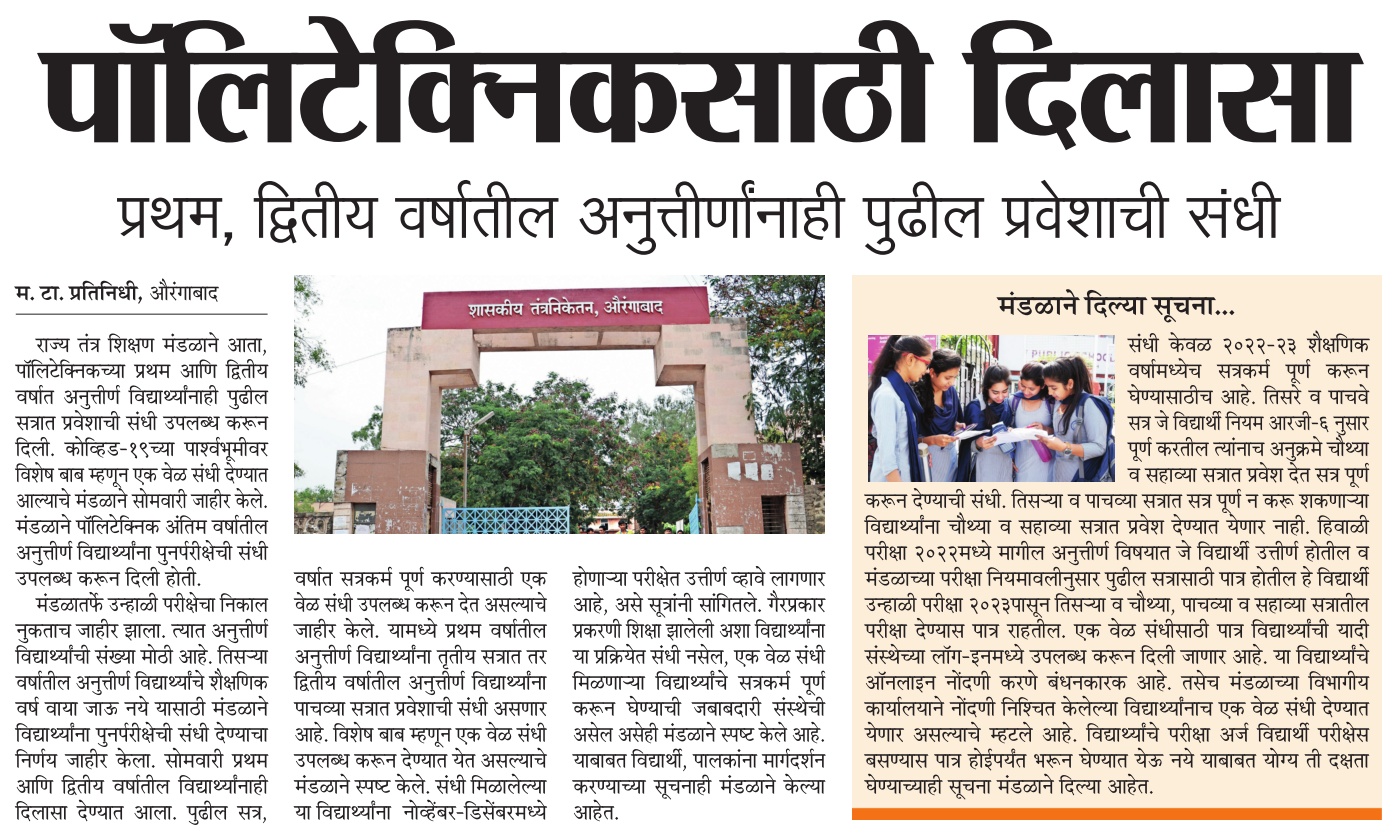 पॉलिटेक्निकसाठी दिलासा
प्रथम, द्वितीय वर्षातील अनुत्तीर्णांनाही पुढील प्रवेशाची संधी
म. टा. प्रतिनिधी, औरंगाबाद
राज्य तंत्र शिक्षण मंडळाने आता,
पॉलिटेक्निकच्या प्रथम आणि द्वितीय
वर्षात अनुत्तीर्ण विद्यार्थ्यांनाही पुढील
सत्रात प्रवेशाची संधी उपलब्ध करून
दिली. कोव्हिड-१९च्या पार्श्वभूमीवर
विशेष बाब म्हणून एक वेळ संधी देण्यात
आल्याचे मंडळाने सोमवारी जाहीर केले.
मंडळाने पॉलिटेक्निक अंतिम वर्षातील
अनुत्तीर्ण विद्यार्थ्यांना पुनर्परीक्षेची संधी
उपलब्ध करून दिली होती.
मंडळातर्फे उन्हाळी परीक्षेचा निकाल
नुकताच जाहीर झाला. त्यात अनुत्तीर्ण
विद्यार्थ्यांची संख्या मोठी आहे. तिसऱ्या
वर्षातील अनुत्तीर्ण विद्यार्थ्यांचे शैक्षणिक
वर्ष वाया जाऊ नये यासाठी मंडळाने
विद्यार्थ्यांना पुनर्परीक्षेची संधी देण्याचा
निर्णय जाहीर केला. सोमवारी प्रथम
आणि द्वितीय वर्षातील विद्यार्थ्यांनाही
दिलासा देण्यात आला. पुढील सत्र,
शासकीय तंत्रनिकेतन, औरंगाबाद
वर्षात सत्रकर्म पूर्ण करण्यासाठी एक
वेळ संधी उपलब्ध करून देत असल्याचे
जाहीर केले. यामध्ये प्रथम वर्षातील
अनुत्तीर्ण विद्यार्थ्यांना तृतीय सत्रात तर
द्वितीय वर्षातील अनुत्तीर्ण विद्यार्थ्यांना
पाचव्या सत्रात प्रवेशाची संधी असणार
आहे. विशेष बाब म्हणून एक वेळ संधी
उपलब्ध करून देण्यात येत असल्याचे
मंडळाने स्पष्ट केले. संधी मिळालेल्या
या विद्यार्थ्यांना नोव्हेंबर-डिसेंबरमध्ये
होणाऱ्या परीक्षेत उत्तीर्ण व्हावे लागणार
आहे, असे सूत्रांनी सांगितले. गैरप्रकार
प्रकरणी शिक्षा झालेली अशा विद्यार्थ्यांना
या प्रक्रियेत संधी नसेल, एक वेळ संधी
मिळणाऱ्या विद्यार्थ्यांचे सत्रकर्म पूर्ण
करून घेण्याची जबाबदारी संस्थेची
असेल असेही मंडळाने स्पष्ट केले आहे.
याबाबत विद्यार्थी, पालकांना मार्गदर्शन
करण्याच्या सूचनाही मंडळाने केल्या
आहेत.
मंडळाने दिल्या सूचना...
PUBLIC SCHOOL
संधी केवळ २०२२-२३ शैक्षणिक
वर्षामध्येच सत्रकर्म पूर्ण करून
घेण्यासाठीच आहे. तिसरे व पाचवे
सत्र जे विद्यार्थी नियम आरजी-६ नुसार
पूर्ण करतील त्यांनाच अनुक्रमे चौथ्या
व सहाव्या सत्रात प्रवेश देत सत्र पूर्ण
करून देण्याची संधी. तिसऱ्या व पाचव्या सत्रात सत्र पूर्ण न करू शकणाऱ्या
विद्यार्थ्यांना चौथ्या व सहाव्या सत्रात प्रवेश देण्यात येणार नाही. हिवाळी
परीक्षा २०२२मध्ये मागील अनुत्तीर्ण विषयात जे विद्यार्थी उत्तीर्ण होतील व
मंडळाच्या परीक्षा नियमावलीनुसार पुढील सत्रासाठी पात्र होतील हे विद्यार्थी
उन्हाळी परीक्षा २०२३पासून तिसऱ्या व चौथ्या, पाचव्या व सहाव्या सत्रातील
परीक्षा देण्यास पात्र राहतील. एक वेळ संधीसाठी पात्र विद्यार्थ्यांची यादी
संस्थेच्या लॉग-इनमध्ये उपलब्ध करून दिली जाणार आहे. या विद्यार्थ्यांचे
ऑनलाइन नोंदणी करणे बंधनकारक आहे. तसेच मंडळाच्या विभागीय
कार्यालयाने नोंदणी निश्चित केलेल्या विद्यार्थ्यांनाच एक वेळ संधी देण्यात
येणार असल्याचे म्हटले आहे. विद्यार्थ्यांचे परीक्षा अर्ज विद्यार्थी परीक्षेस
बसण्यास पात्र होईपर्यंत भरून घेण्यात येऊ नये याबाबत योग्य ती दक्षता
घेण्याच्याही सूचना मंडळाने दिल्या आहेत.